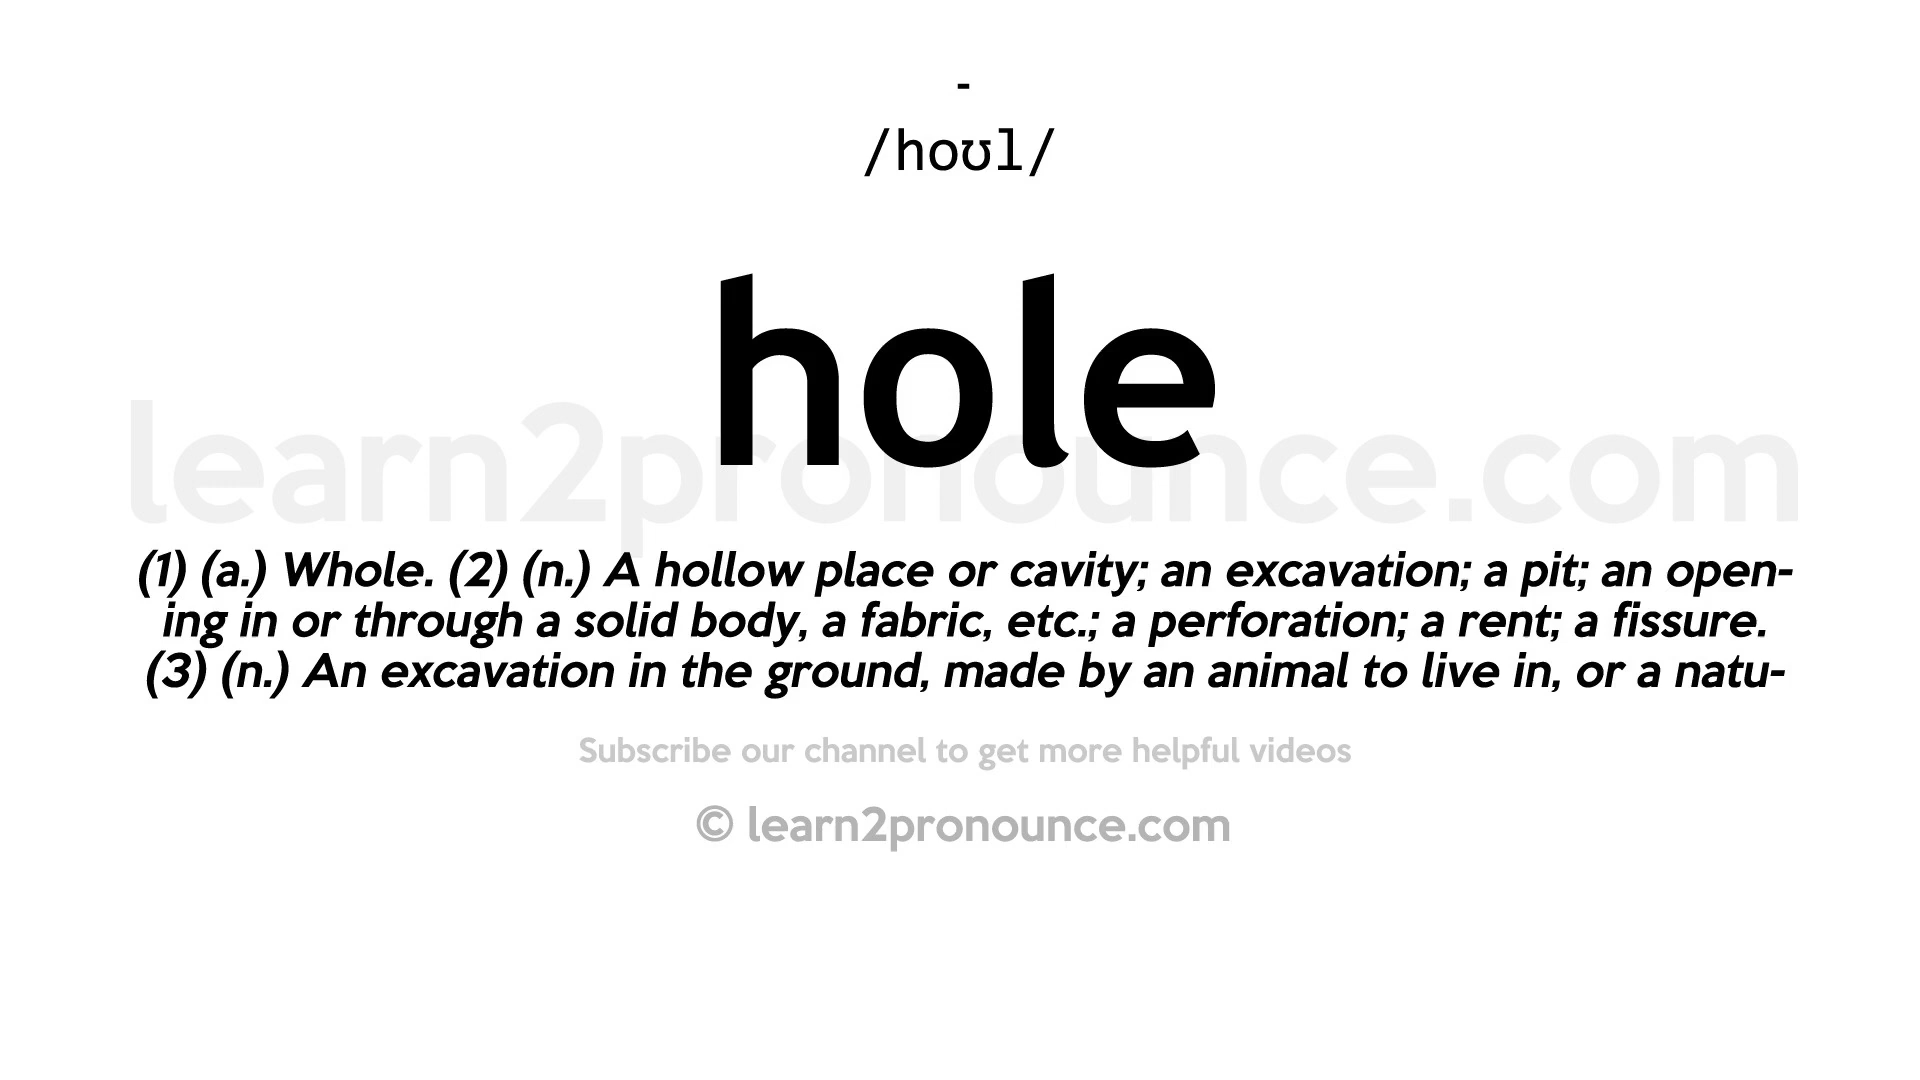 -
/hoʊl/
hole
learn2pronounce.com
(1) (a.) Whole. (2) (n.) A hollow place or cavity; an excavation; a pit; an open-
ing in or through a solid body, a fabric, etc.; a perforation; a rent; a fissure.
(3) (n.) An excavation in the ground, made by an animal to live in, or a natu-
Subscribe our channel to get more helpful videos
© learn2pronounce.com